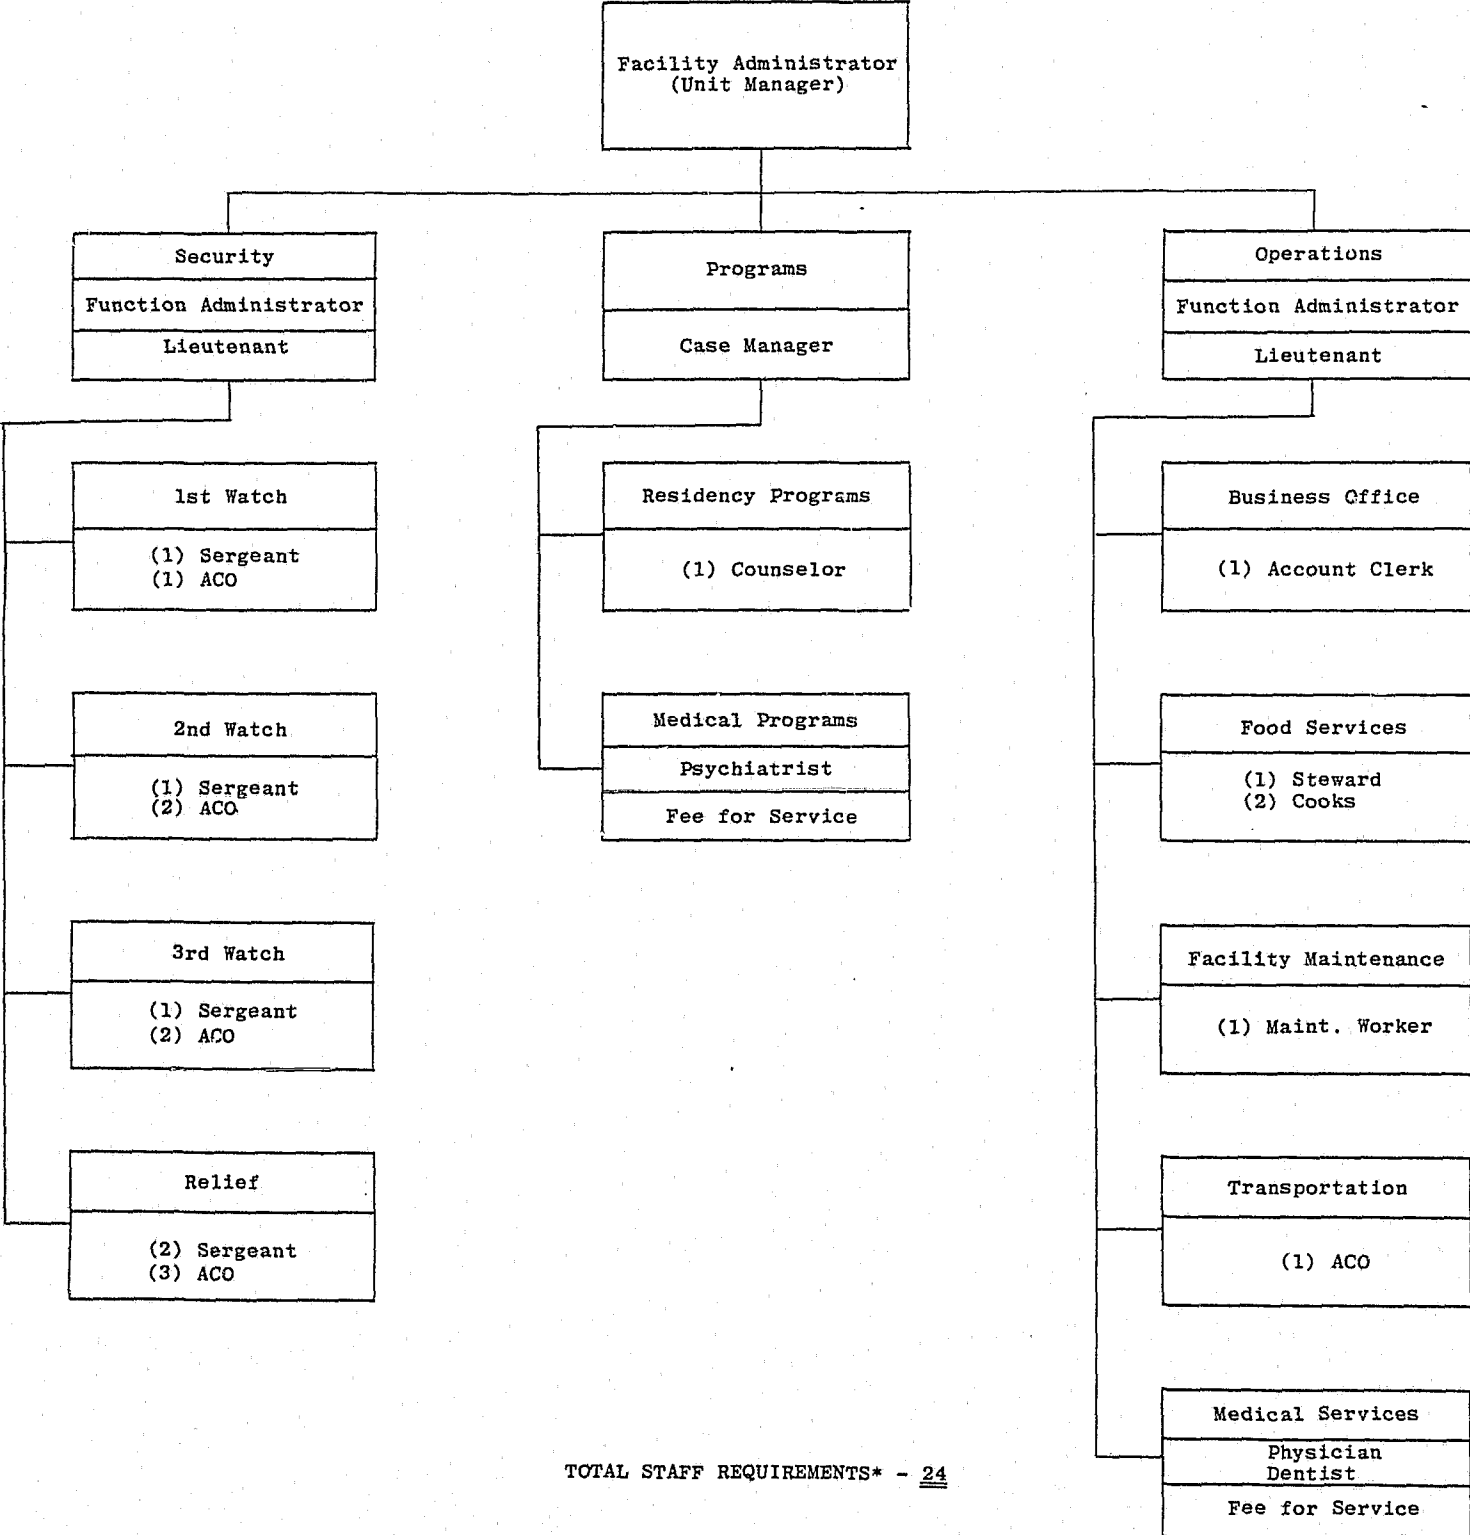 Facility Administrator
(Unit Manager)
Security
Function Administrator
Lieutenant
1st Watch
(1) Sergeant
(1) ACO
2nd Watch
(1) Sergeant
(2) ACO
3rd Watch
(1) Sergeant
(2) ACO
Relief
(2) Sergeant
(3) ACO
Programs
Case Manager
Residency Programs
(1) Counselor
Medical Programs
Psychiatrist
Fee for Service
Operations
Function Administrator
Lieutenant
Business Office
(1) Account Clerk
Food Services
(1) Steward
(2) Cooks
Facility Maintenance
(1) Maint. Worker
Transportation
(1) ACO
Medical Services
Physician
Dentist
Fee for Service
TOTAL STAFF REQUIREMENTS* - 24